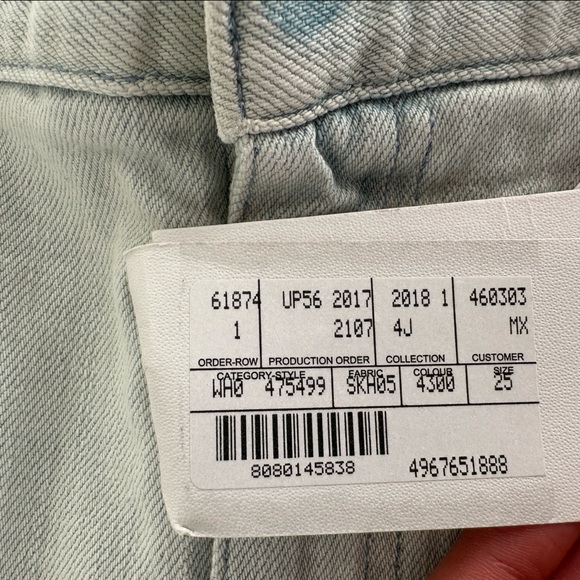 61874 UP56 2017 2018 1 460303
1 2107 4J MX
ORDER-ROW PRODUCTION ORDER COLLECTION CUSTOMER
CATEGORY-STYLE FABRIC COLOUR SIZE
WA0 475499 SKA05 4300 25
8080145838 4967651888